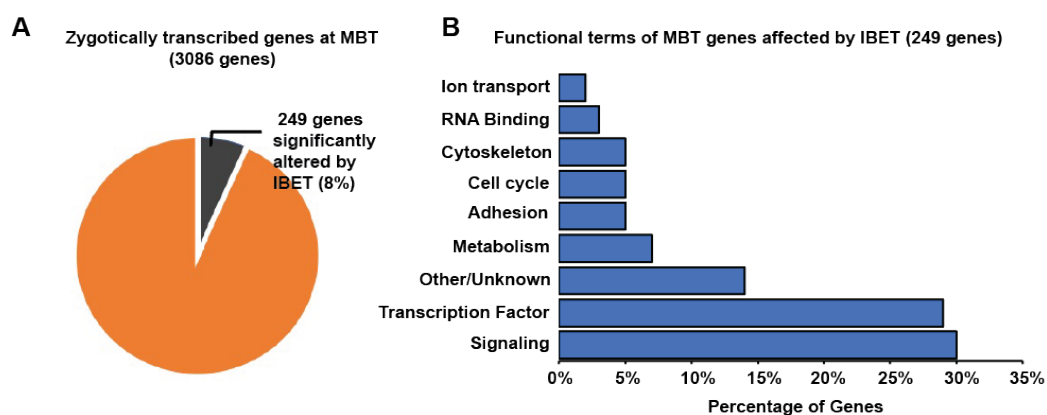 A
Zygotically transcribed genes at MBT
(3086 genes)
249 genes
significantly
altered by
IBET (8%)
B
Functional terms of MBT genes affected by IBET (249 genes)
Ion transport
RNA Binding
Cytoskeleton
Cell cycle
Adhesion
Metabolism
Other/Unknown
Transcription Factor
Signaling
0% 5% 10% 15% 20% 25% 30% 35%
Percentage of Genes